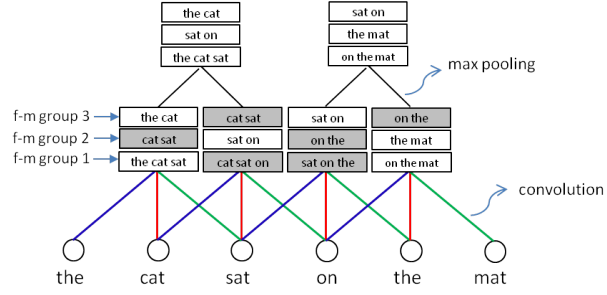 the cat
sat on
sat on
the mat
the cat sat
on the mat
max pooling
f-m group 3
the cat
cat sat
sat on
on the
f-m group 2
cat sat
sat on
on the
the mat
f-m group 1
the cat sat
cat sat on
sat on the
on the mat
convolution
the
cat
sat
on
the
mat